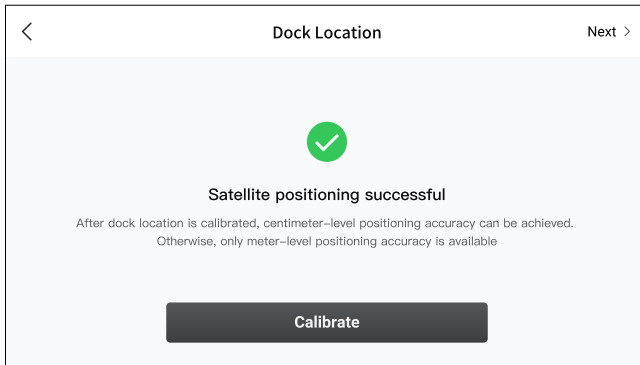 Dock Location
Next
Satellite positioning successful
After dock location is calibrated, centimeter-level positioning accuracy can be achieved.
Otherwise, only meter-level positioning accuracy is available
Calibrate